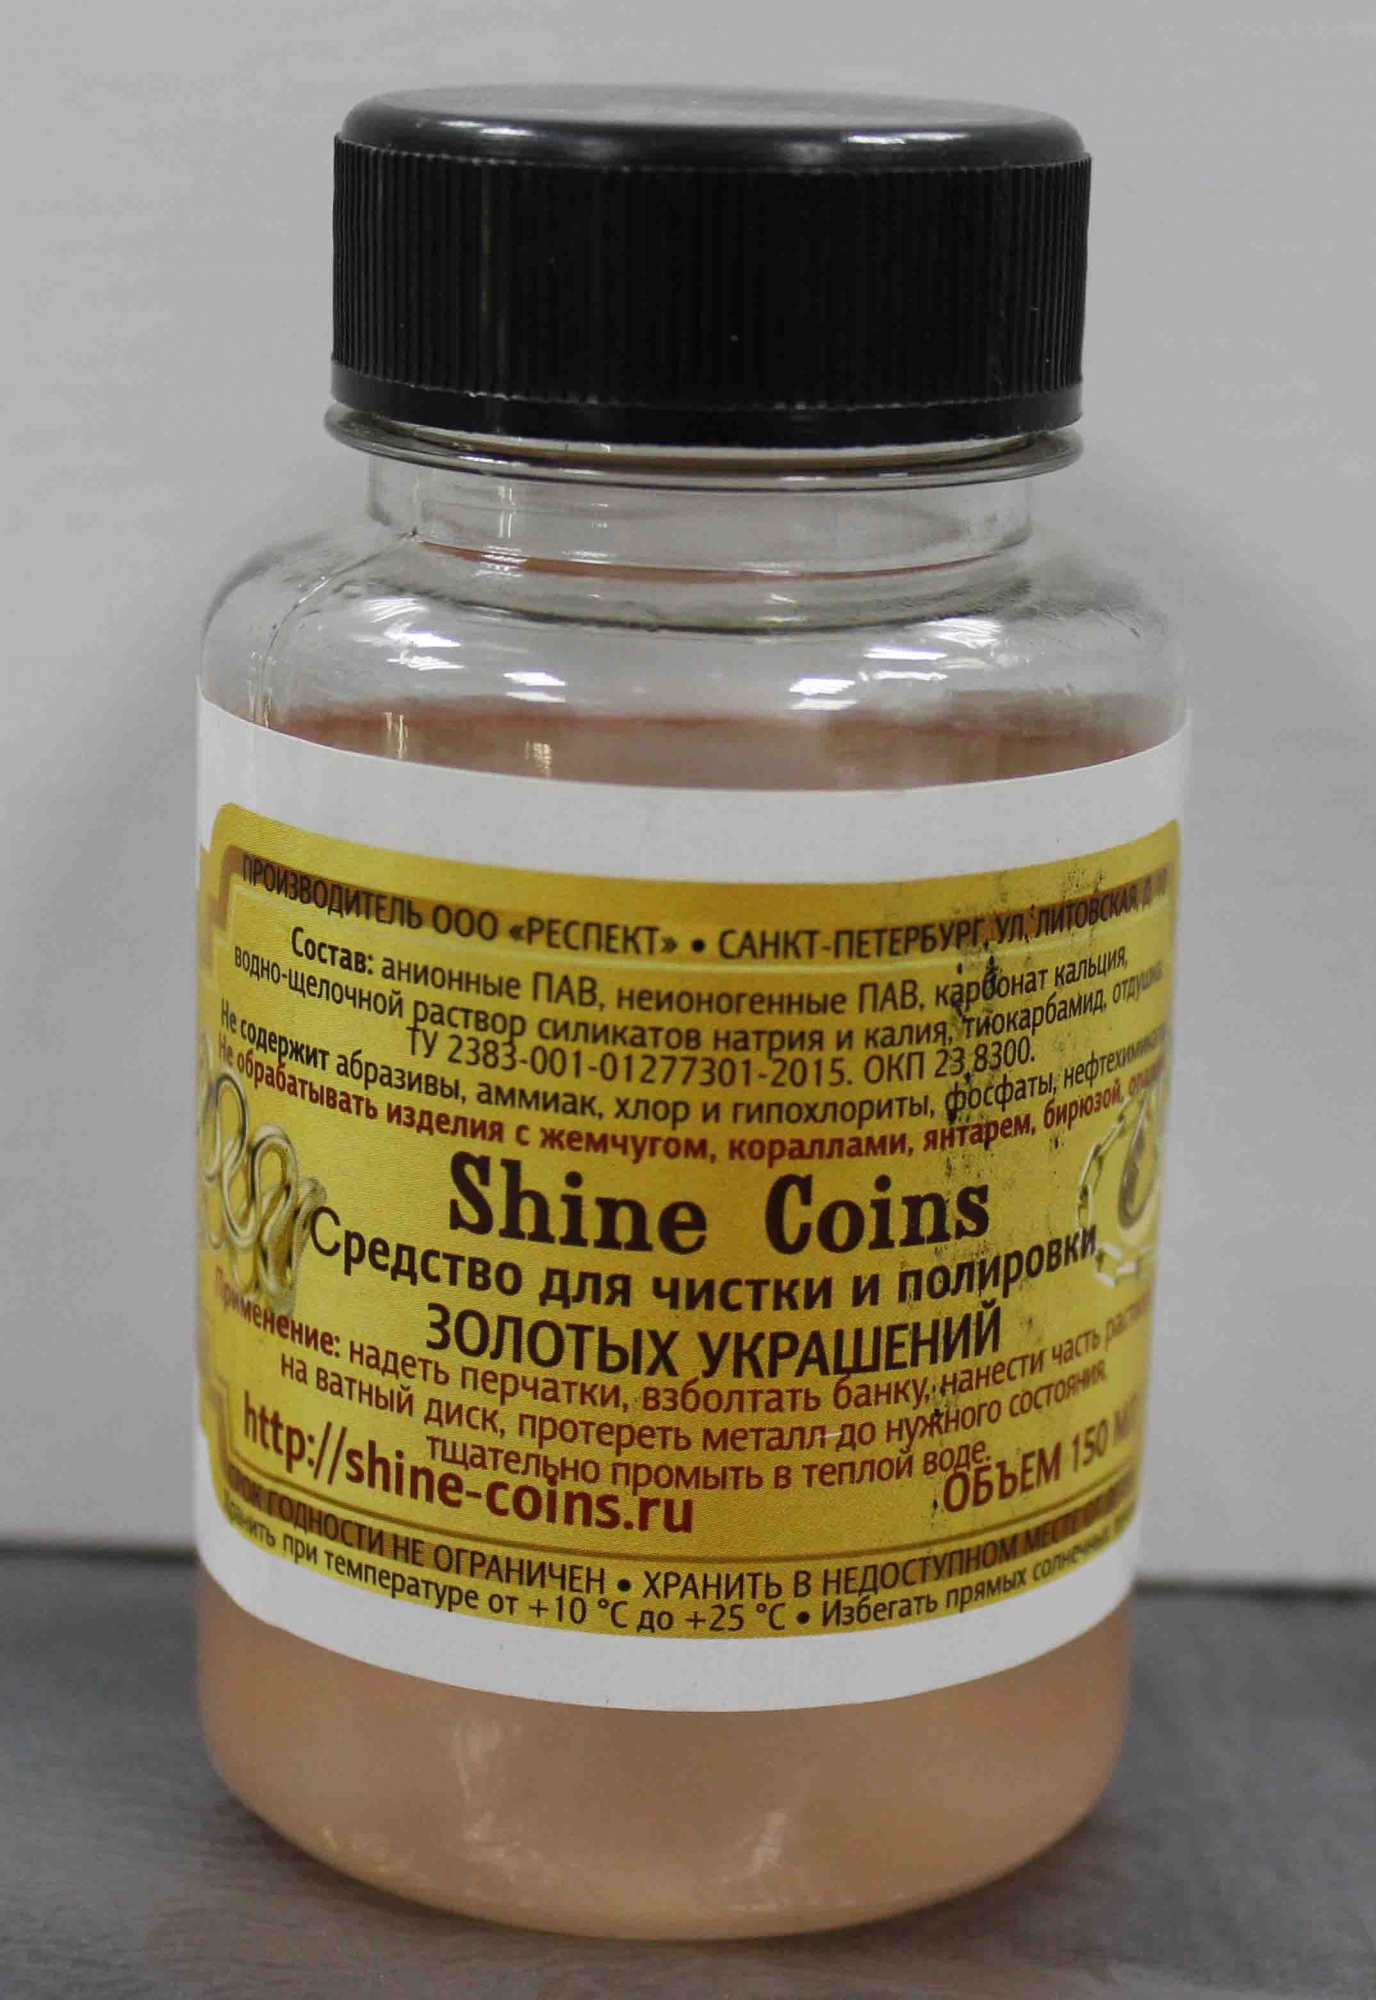 ПРОИЗВОДИТЕЛЬ ООО «РЕСПЕКТ» • САНКТ-ПЕТЕРБУРГ, УЛ. ЛИТОВСКАЯ, Д. 10
Состав: анионные ПАВ, неионогенные ПАВ, карбонат кальция,
водно-щелочной раствор силикатов натрия и калия, тиокарбамид, отдушка.
ТУ 2383-001-01277301-2015. ОКП 23 8300.
Не содержит абразивы, аммиак, хлор и гипохлориты, фосфаты,
Не обрабатывать изделия с жемчугом, кораллами, янтарем, бирюзой,
Shine Coins
Средство для чистки и полировки
ЗОЛОТЫХ УКРАШЕНИЙ
Применение: надеть перчатки, взболтать банку, нанести часть
на ватный диск, протереть металл до нужного состояния,
тщательно промыть в теплой воде.
http://shine-coins.ru
ОБЪЕМ 150 МЛ
СРОК ГОДНОСТИ НЕ ОГРАНИЧЕН • ХРАНИТЬ В НЕДОСТУПНОМ МЕСТЕ
Хранить при температуре от +10 °C до +25 °C • Избегать прямых солнечных